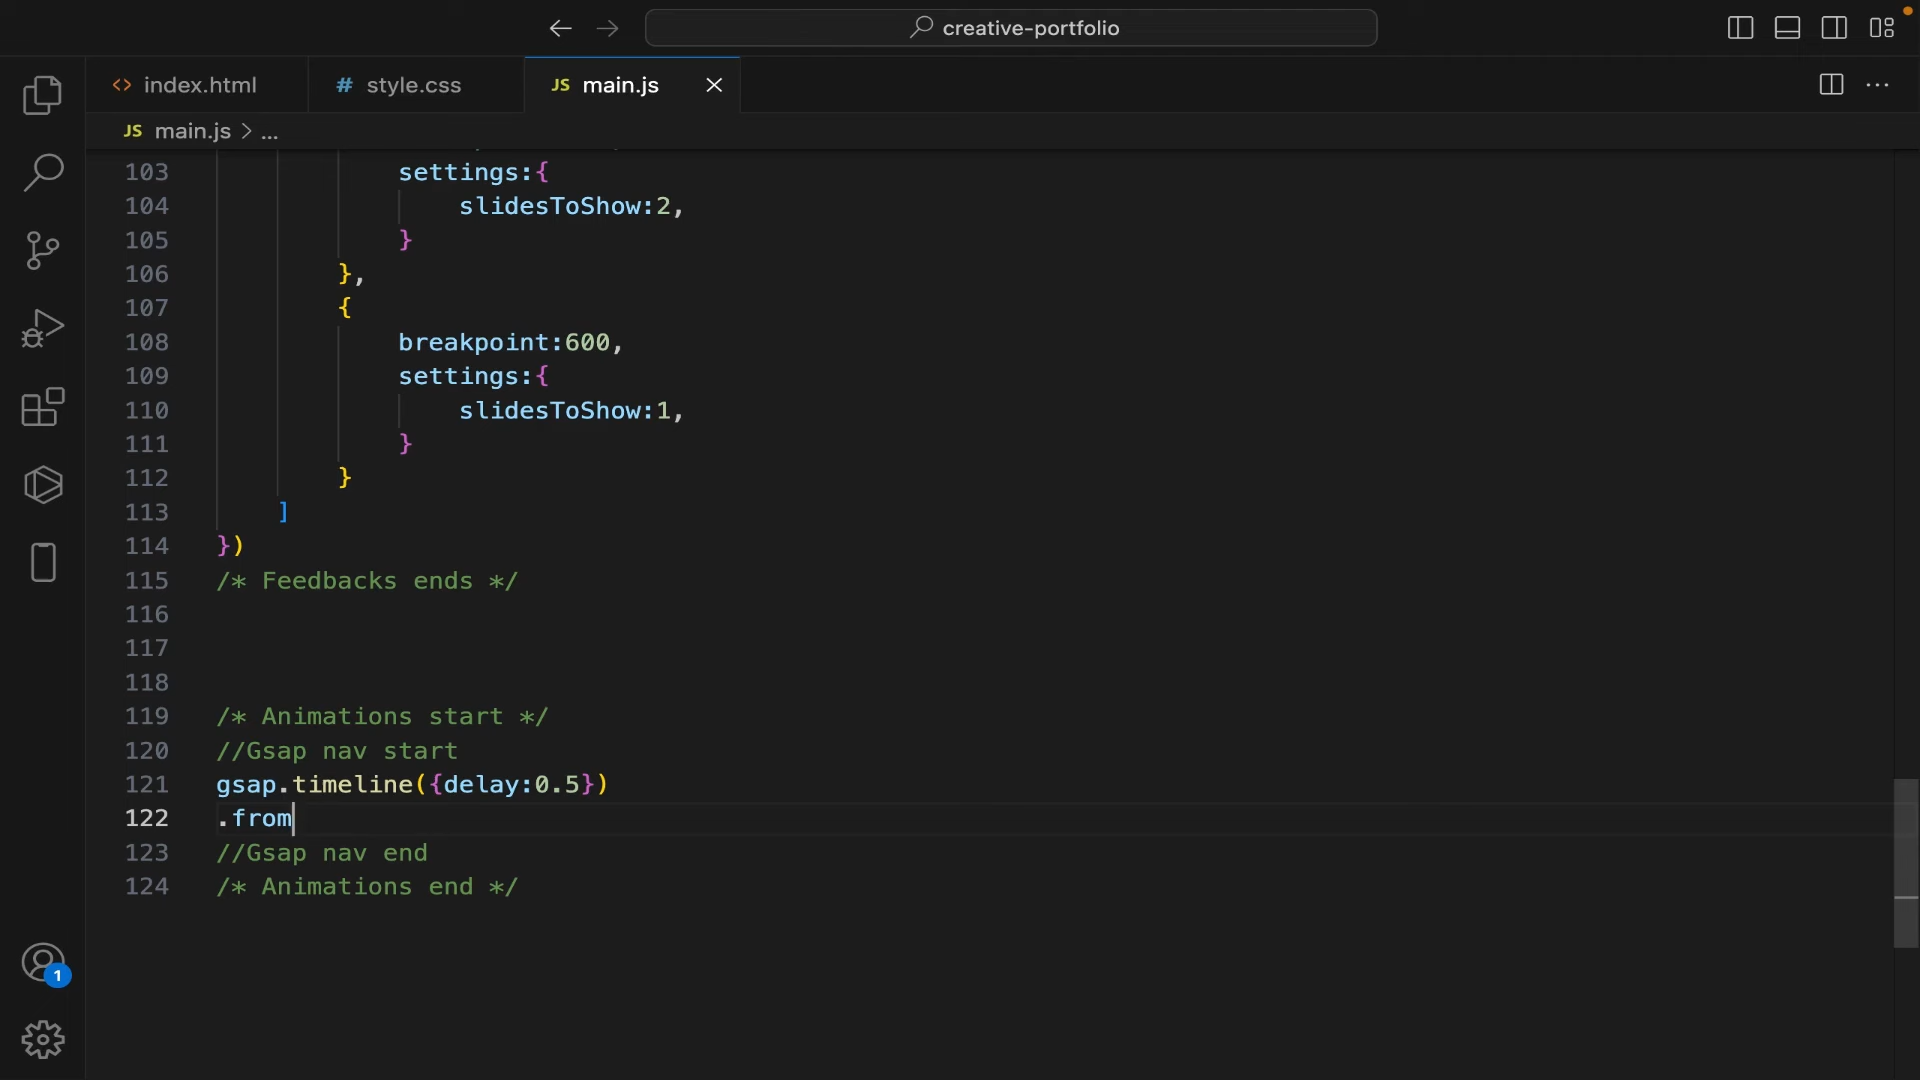 creative-portfolio
<> index.html
# style.css
JS main.js
JS main.js > ...
103 settings:{
104 slidesToShow:2,
105 }
106 },
107 {
108 breakpoint:600,
109 settings:{
110 slidesToShow:1,
111 }
112 }
113 ]
114 })
115 /* Feedbacks ends */
116
117
118
119 /* Animations start */
120 //Gsap nav start
121 gsap.timeline({delay:0.5})
122 .from
123 //Gsap nav end
124 /* Animations end */
1